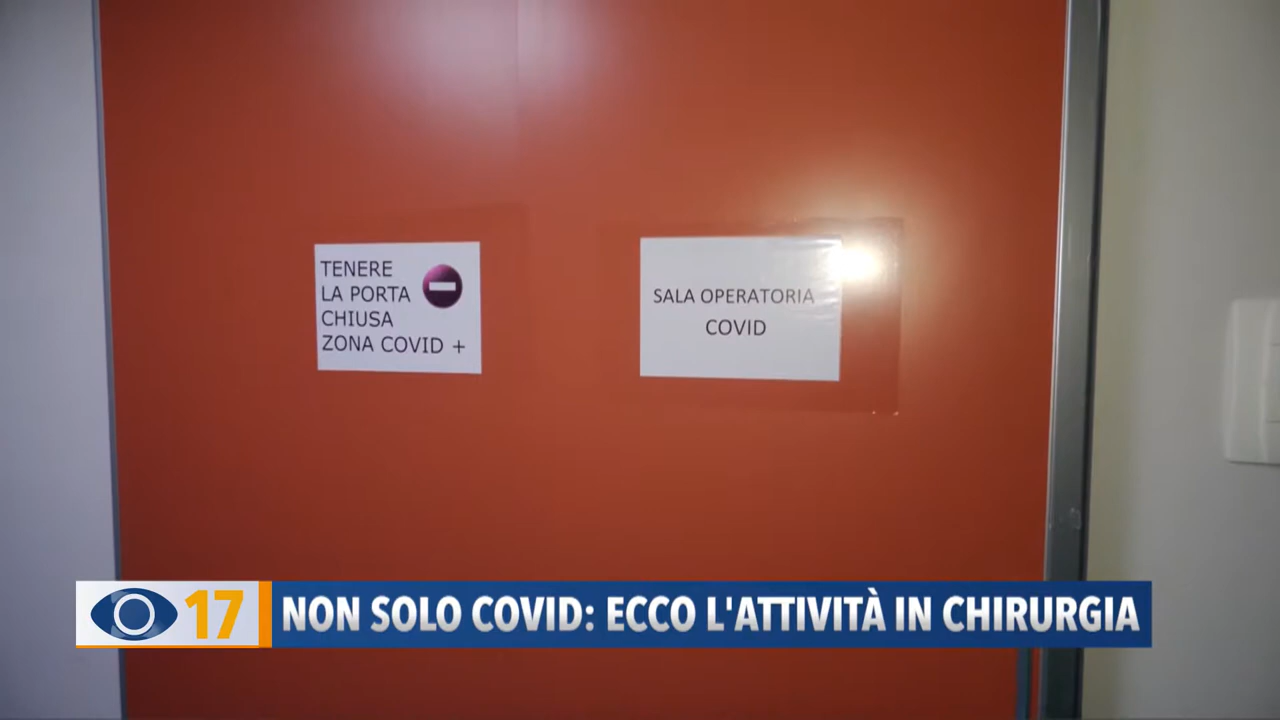 TENERE
LA PORTA
CHIUSA
ZONA COVID +
SALA OPERATORIA
COVID
17
NON SOLO COVID: ECCO L'ATTIVITÀ IN CHIRURGIA